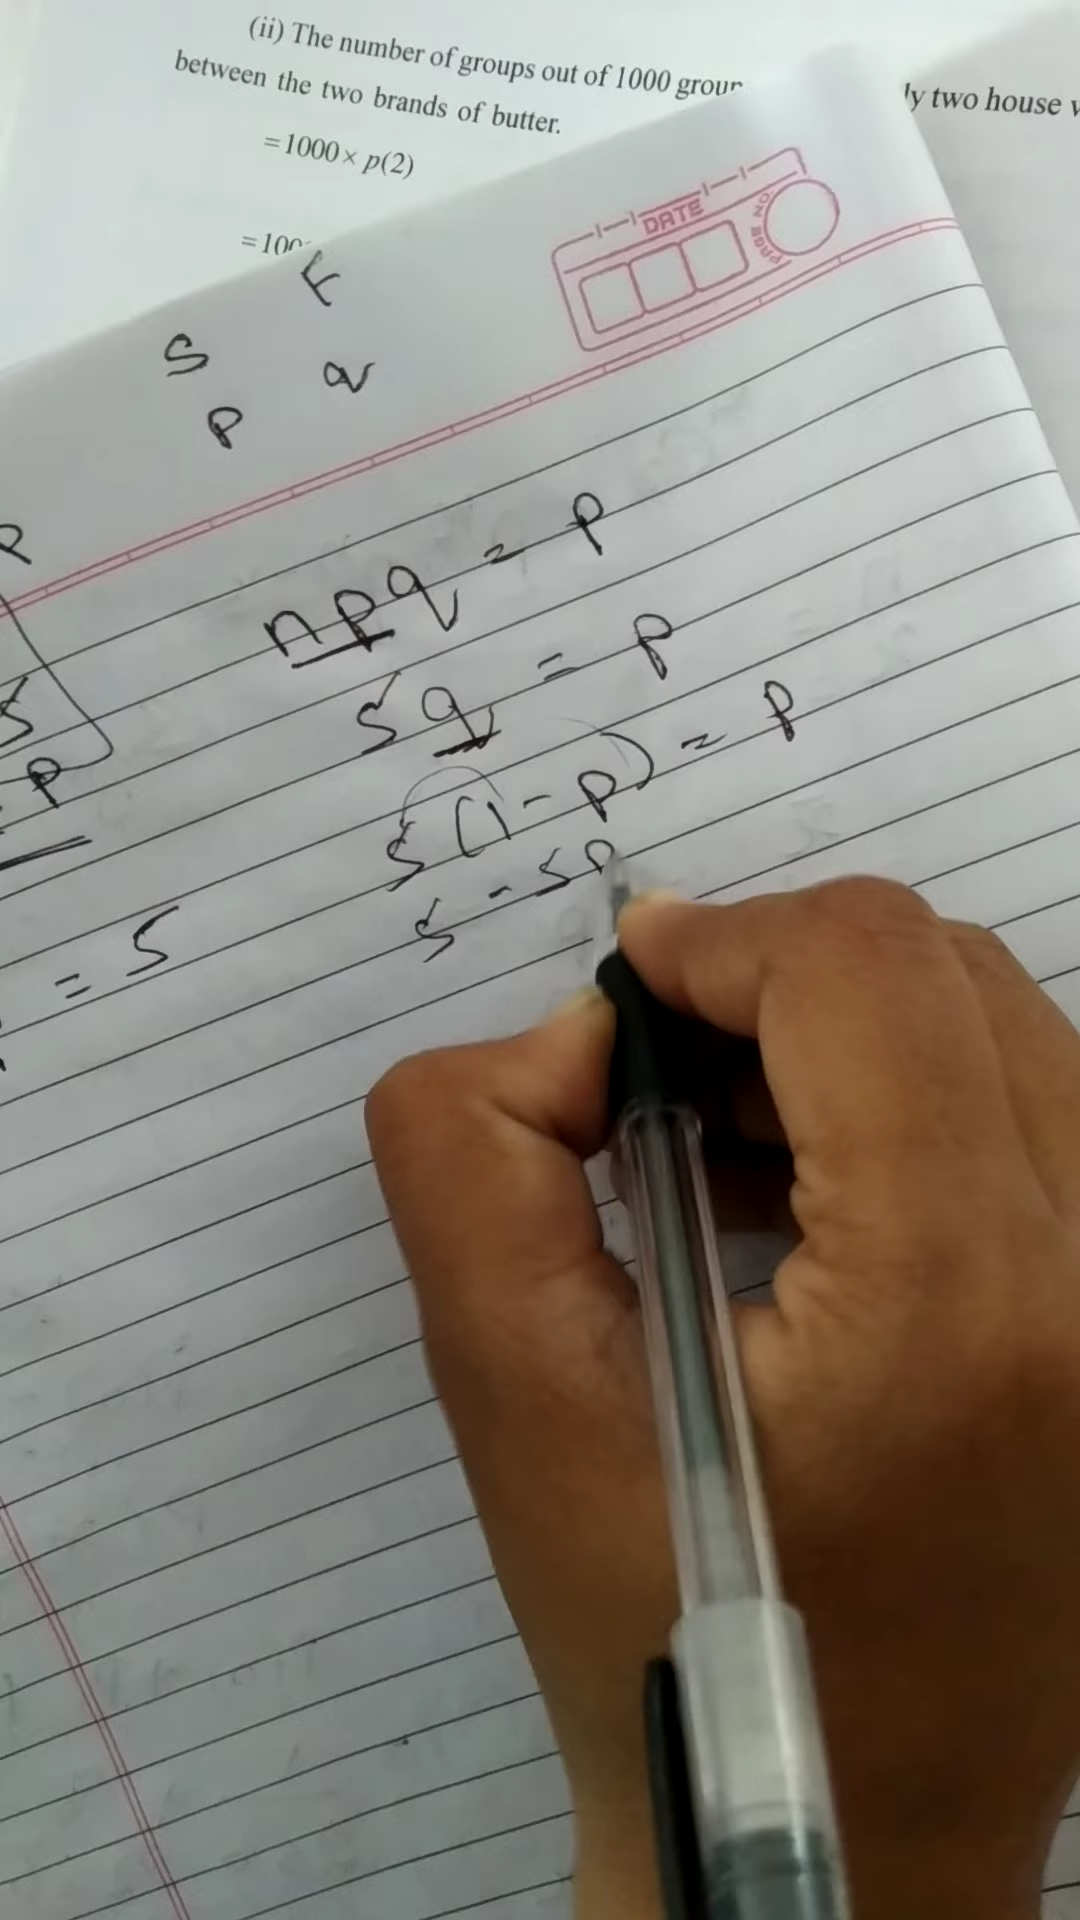 (ii) The number of groups out of 1000 ly two house
between the two brands of butter.
= 1000 × p(2)
DATE
PAGE NO.
F
S
q
P
P
npq = P
5q = P
5
5(1 - P) = P
P
5 - 5P
= 5